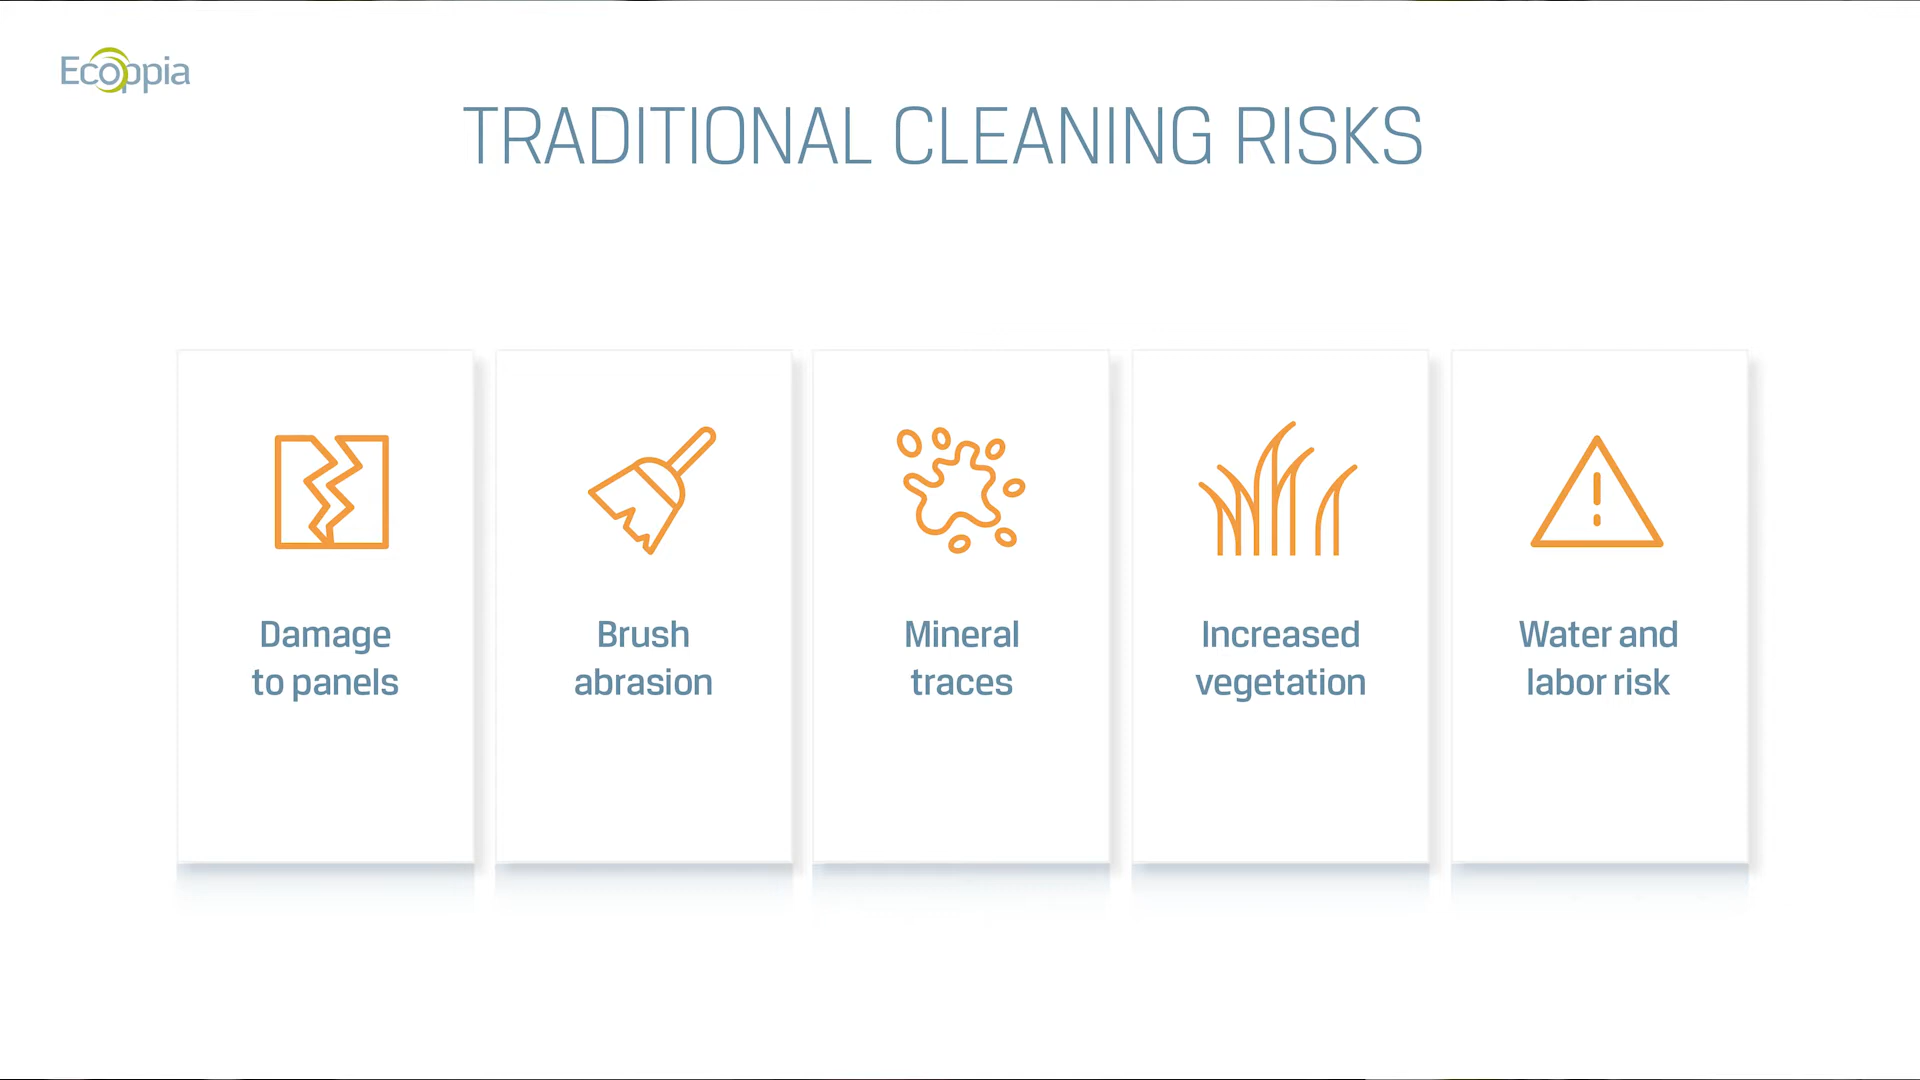 Ecoppia
TRADITIONAL CLEANING RISKS
Damage
to panels
Brush
abrasion
Mineral
traces
Increased
vegetation
Water and
labor risk